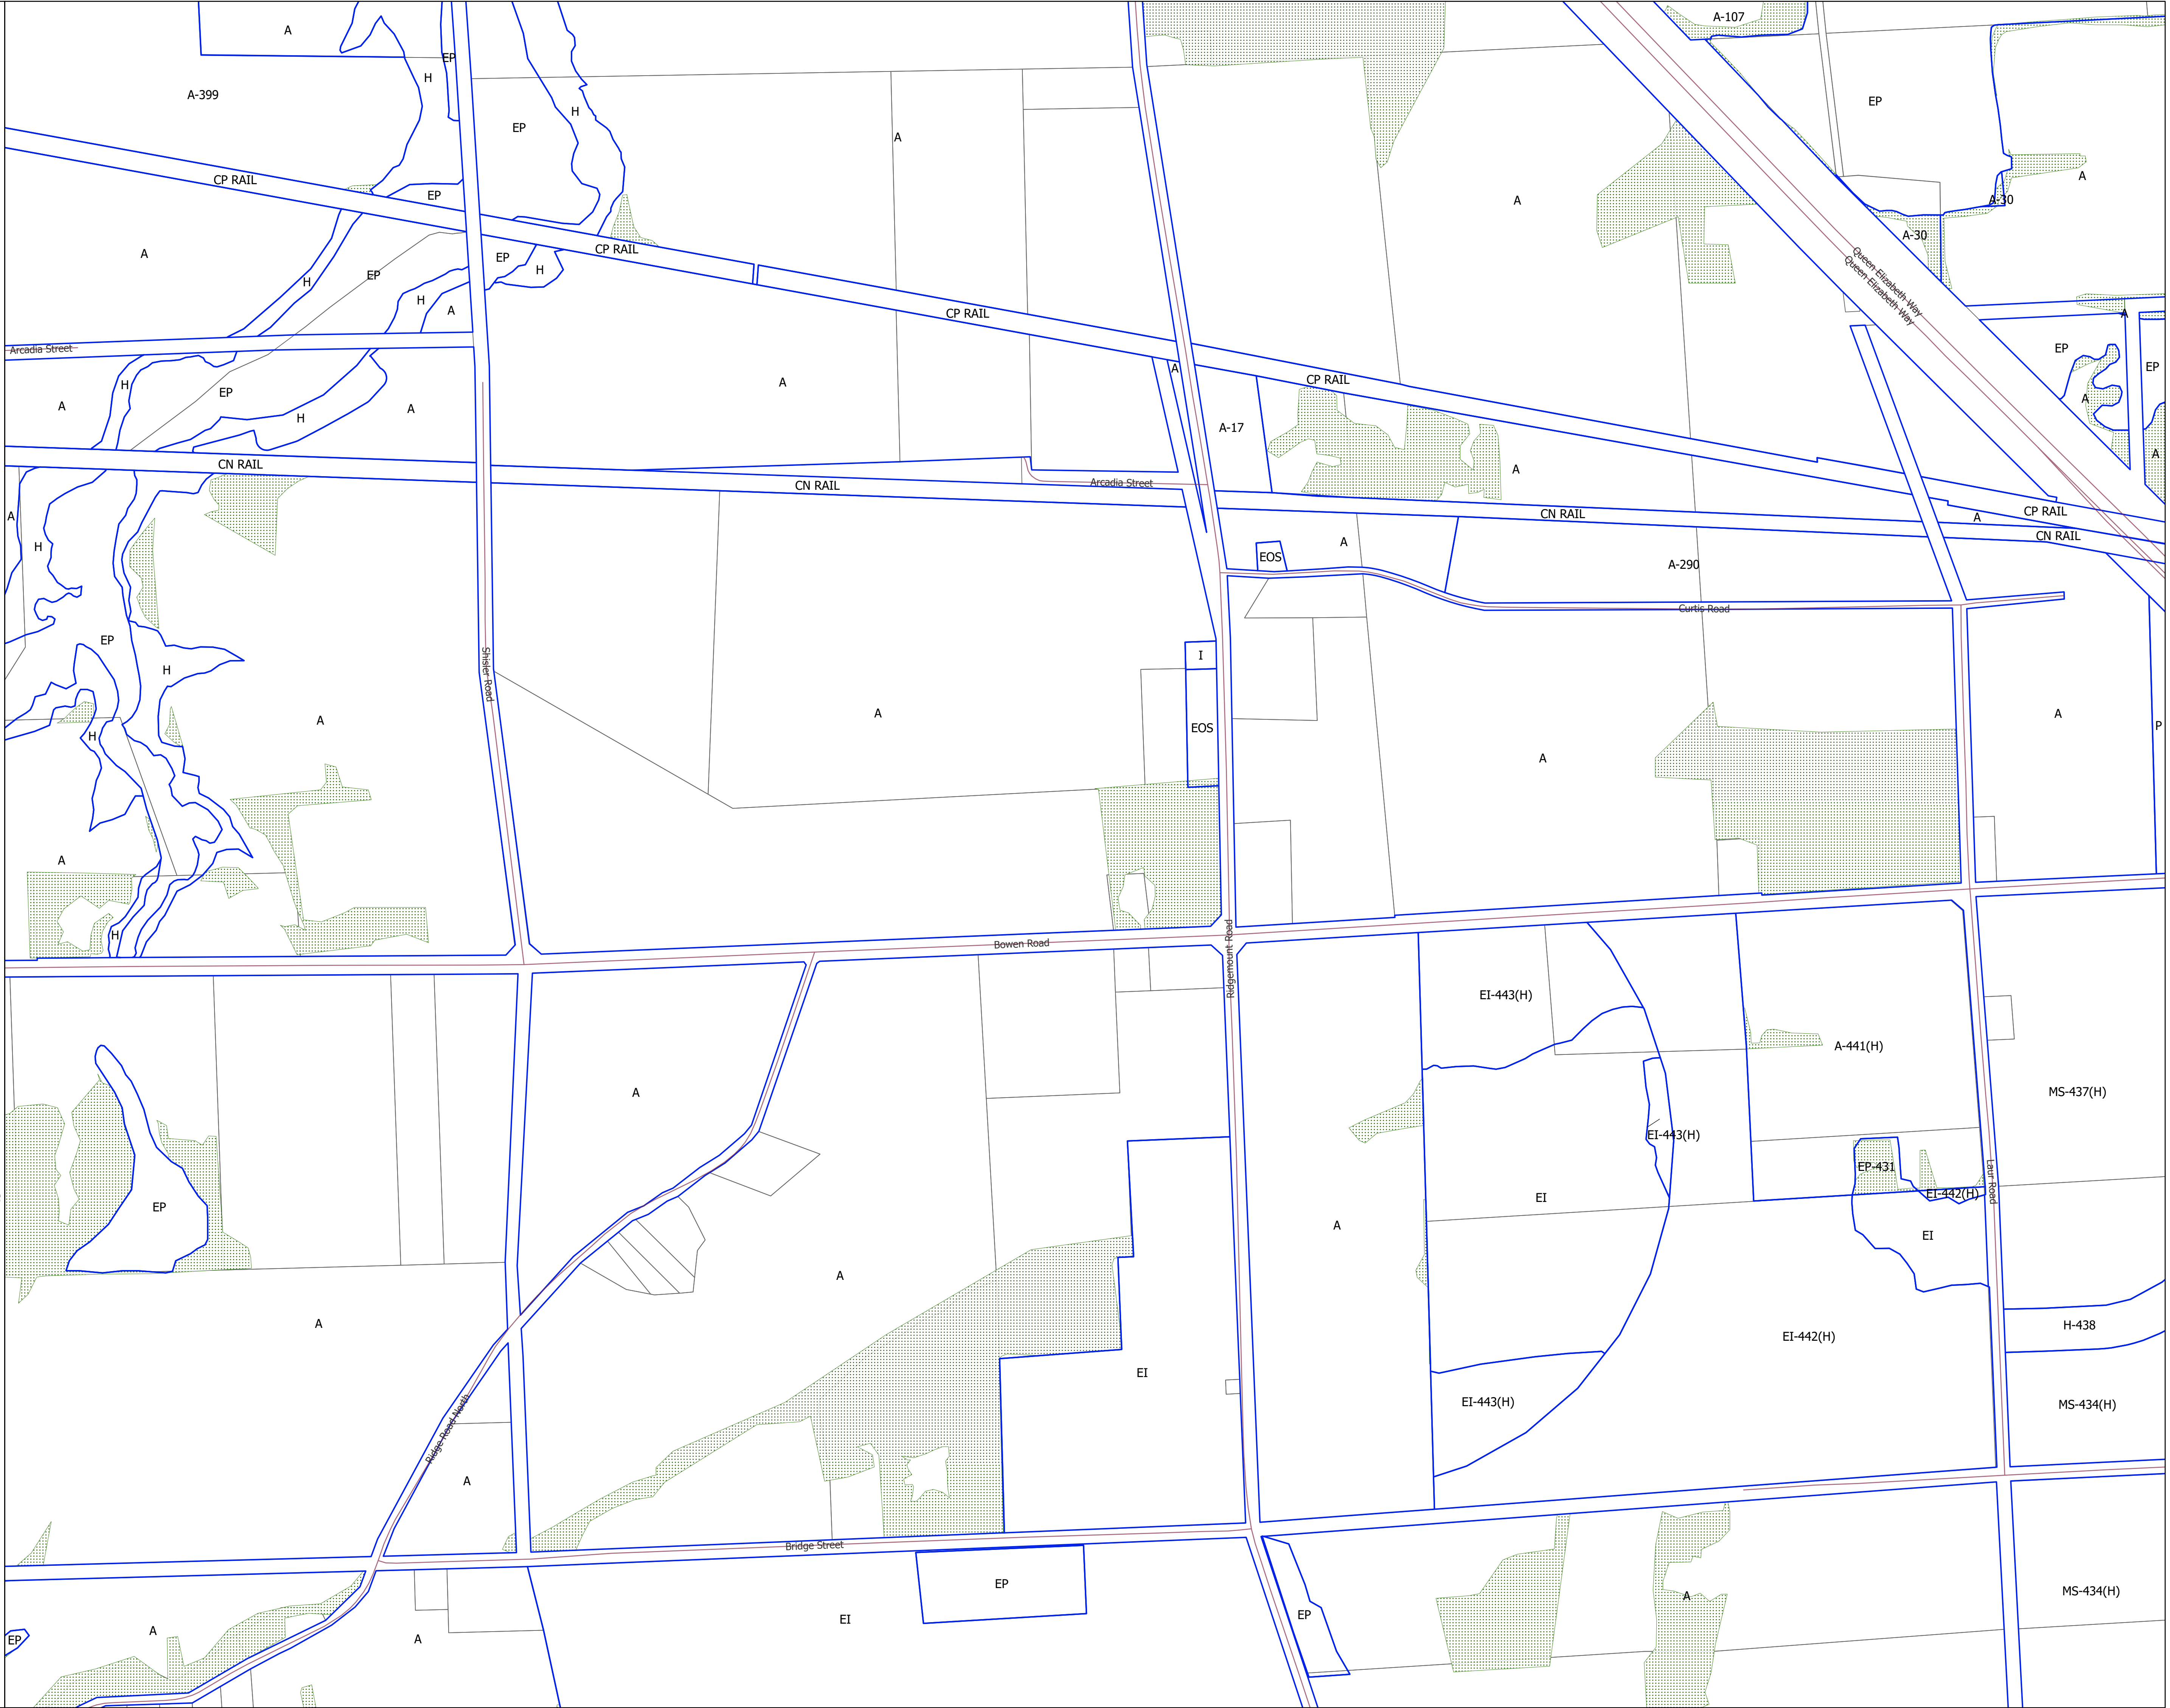 A
A-107
EP
H
A-399
EP
H
EP
A
CP RAIL
EP
A
A
A-30
A-30
A
EP
H
CP RAIL
EP
H
EP
H
A
CP RAIL
Queen Elizabeth Way
Queen Elizabeth Way
A
EP
EP
Arcadia Street
H
A
EP
H
A
A
A
CP RAIL
A
A-17
A
A
CN RAIL
CN RAIL
Arcadia Street
A
CN RAIL
A
CP RAIL
CN RAIL
A
H
EOS
A
A-290
Curtis Road
EP
H
Shisler Road
I
A
H
A
EOS
A
A
P
A
H
Bowen Road
Ridgemount Road
EI-443(H)
A-441(H)
MS-437(H)
A
EI-443(H)
EP-431
EI-442(H)
Laur Road
EP
A
A
EI
EI
A
EI-442(H)
H-438
EI
EI-443(H)
MS-434(H)
Ridge Road North
A
Bridge Street
EP
EI
EP
A
MS-434(H)
EP
A
A